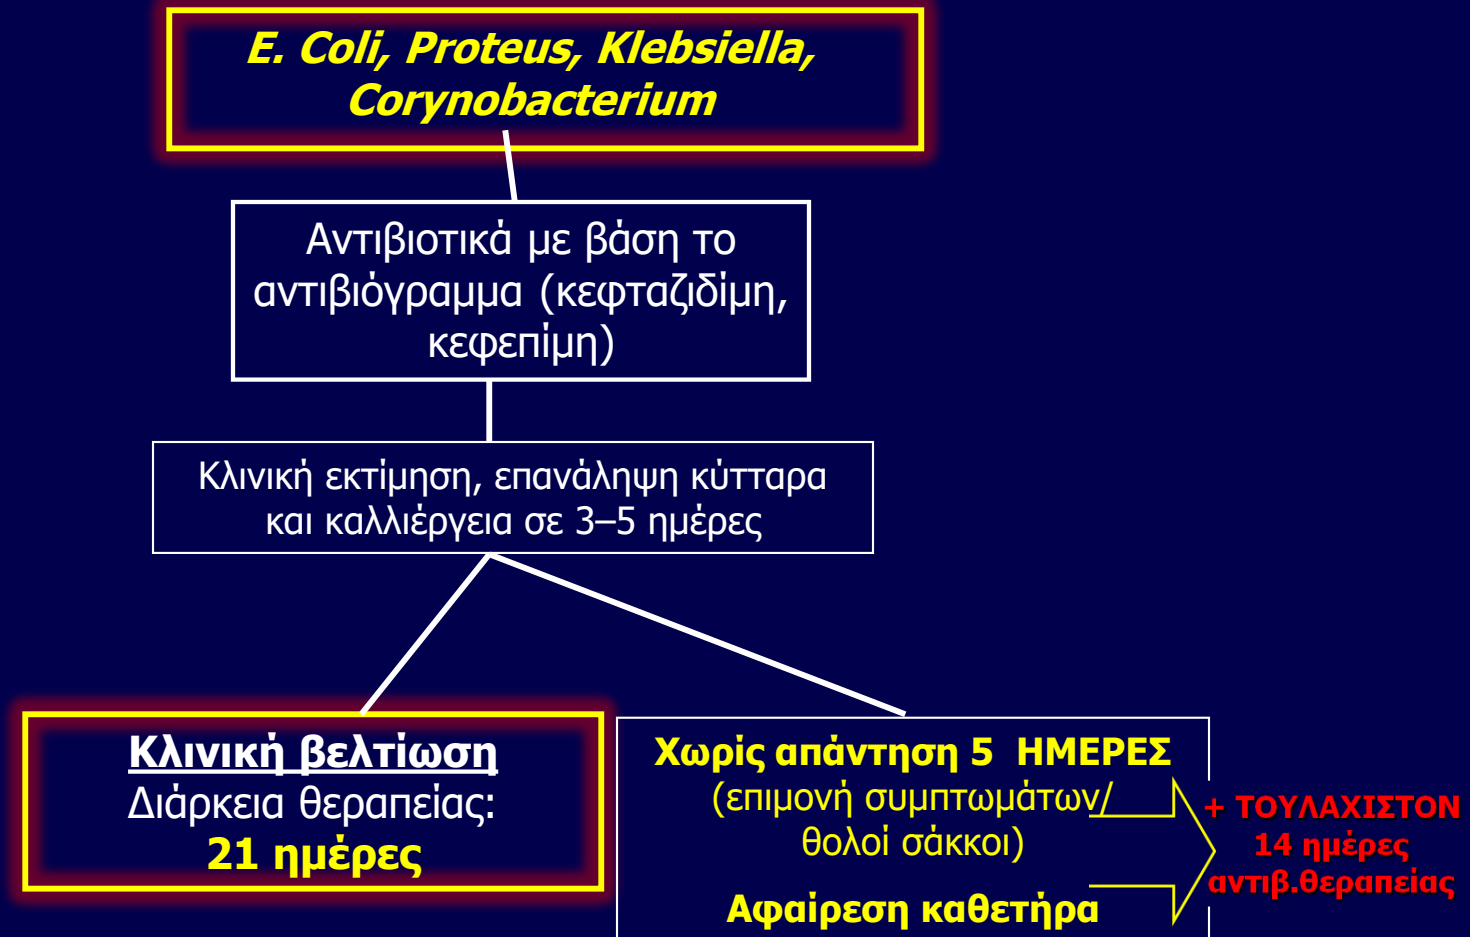 E. Coli, Proteus, Klebsiella,
Corynobacterium
Αντιβιοτικά με βάση το
αντιβιόγραμμα (κεφταζιδίμη,
κεφεπίμη)
Κλινική εκτίμηση, επανάληψη κύτταρα
και καλλιέργεια σε 3–5 ημέρες
Κλινική βελτίωση
Διάρκεια θεραπείας:
21 ημέρες
Χωρίς απάντηση 5 ΗΜΕΡΕΣ
(επιμονή συμπτωμάτων/
θολοί σάκκοι)
Αφαίρεση καθετήρα
+ ΤΟΥΛΑΧΙΣΤΟΝ
14 ημέρες
αντιβ.θεραπείας